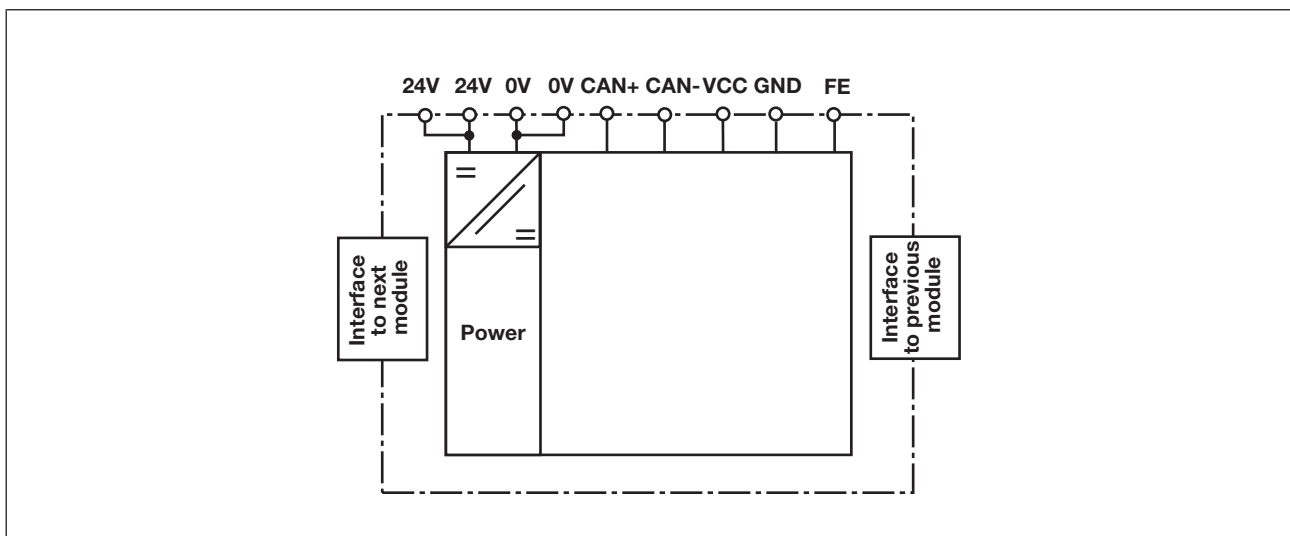 24V 24V 0V 0V CAN+ CAN- VCC GND FE
Interface
to next
module
Power
Interface
to previous
module